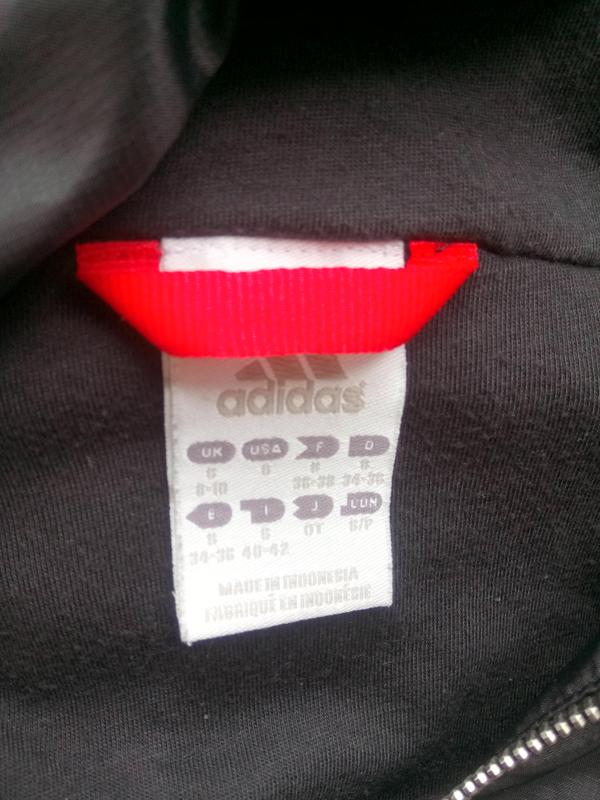 adidas
UK USA F D
S S S S
8-10 36-38 34-36
E I J CDN
S S OT S/P
34-36 40-42
MADE IN INDONESIA
FABRIQUÉ EN INDONÉSIE